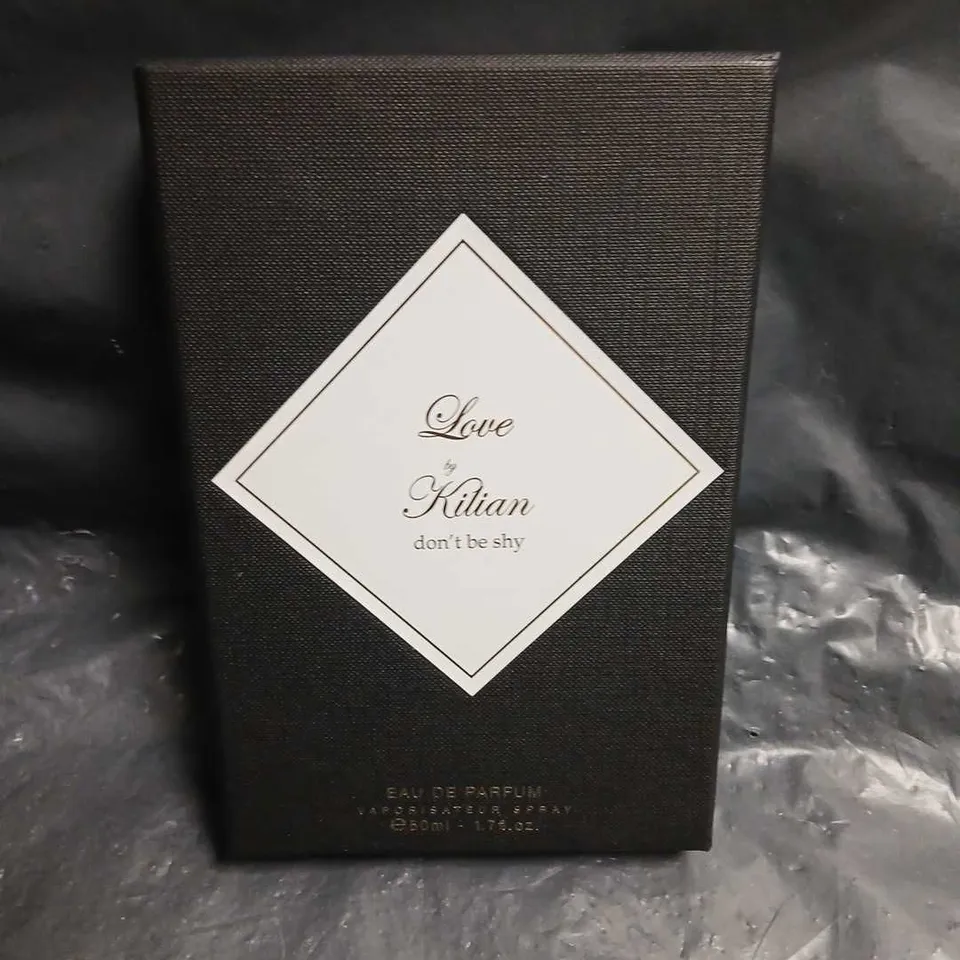 Love
by
Kilian
don't be shy
EAU DE PARFUM
VAPORISATEUR SPRAY
℮50ml - 1.7fl.oz.